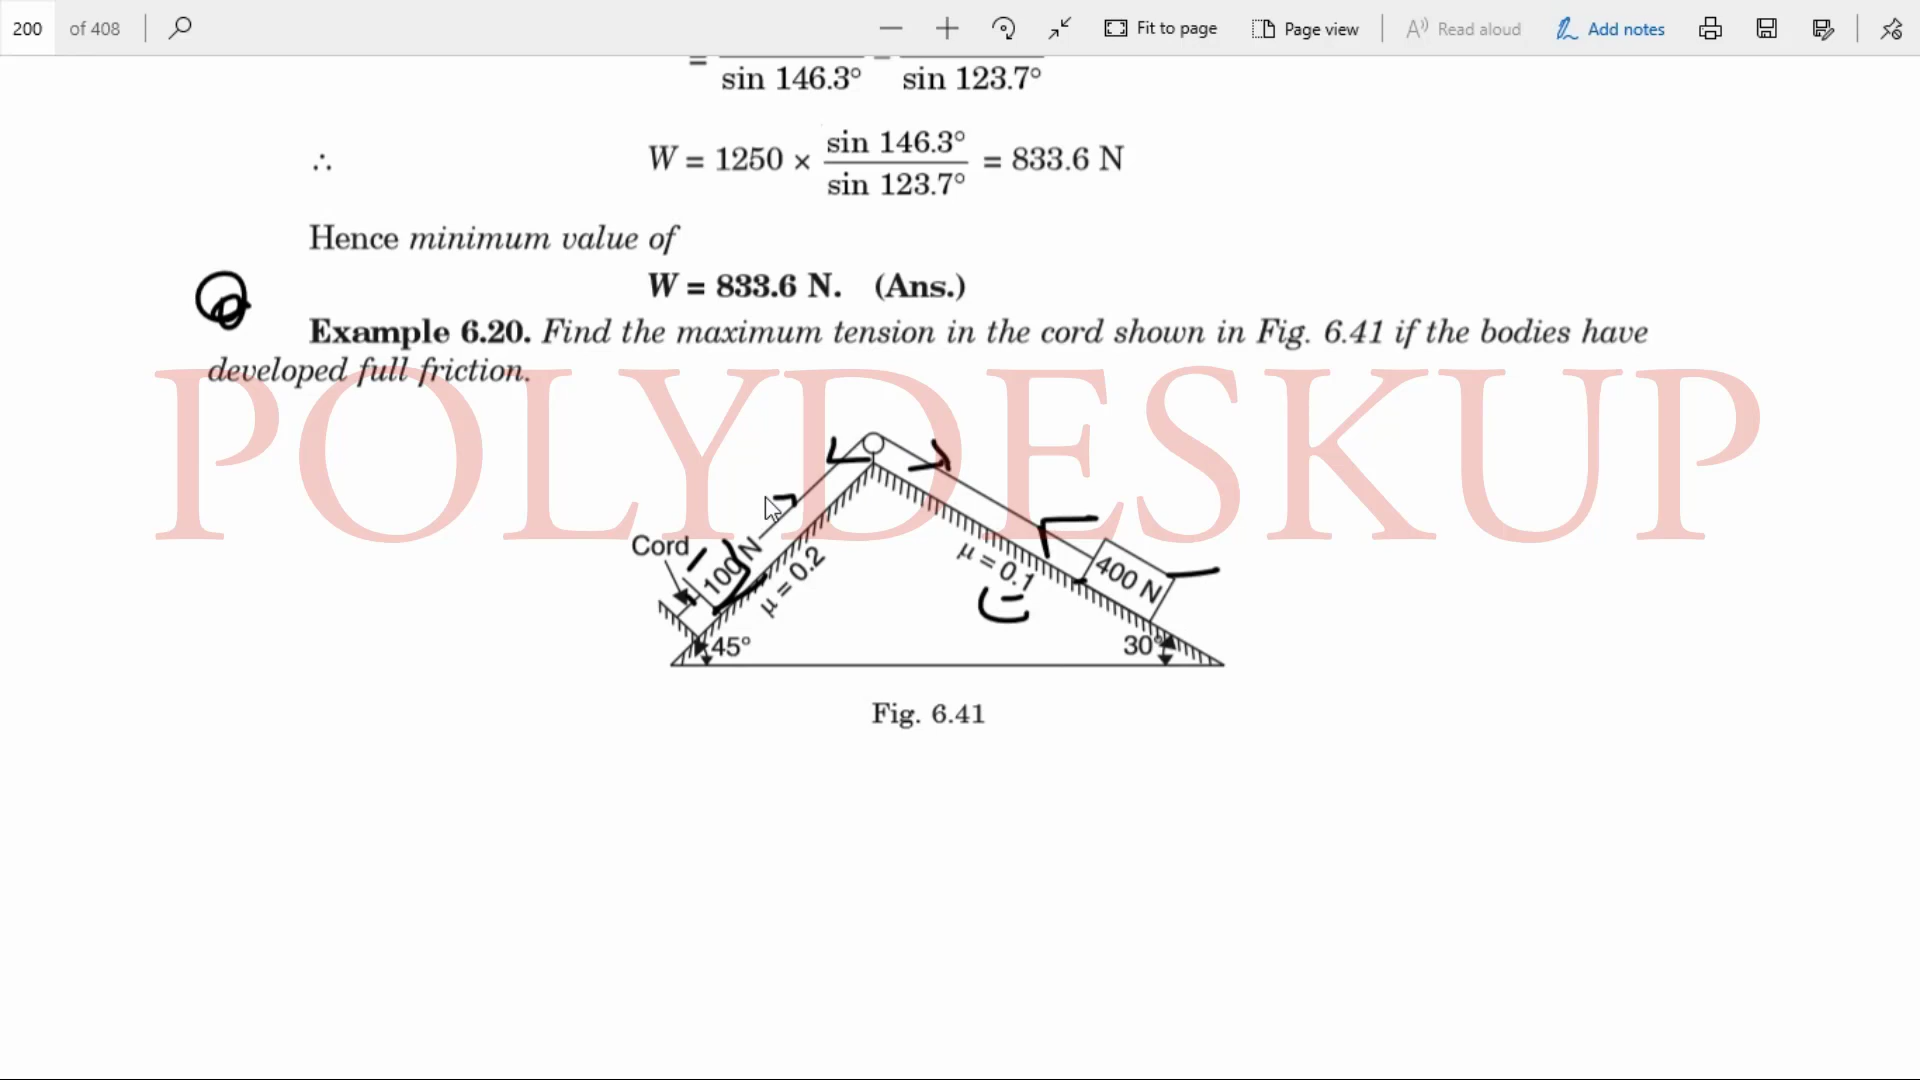 200 of 408 Fit to page Page view Read aloud Add notes
= sin 146.3° – sin 123.7°
∴ W = 1250 × sin 146.3° / sin 123.7° = 833.6 N
Hence minimum value of
W = 833.6 N. (Ans.)
Example 6.20. Find the maximum tension in the cord shown in Fig. 6.41 if the bodies have
developed full friction.
POLYDESKUP
Cord
100 N
μ = 0.2
μ = 0.1
400 N
45°
30°
Fig. 6.41